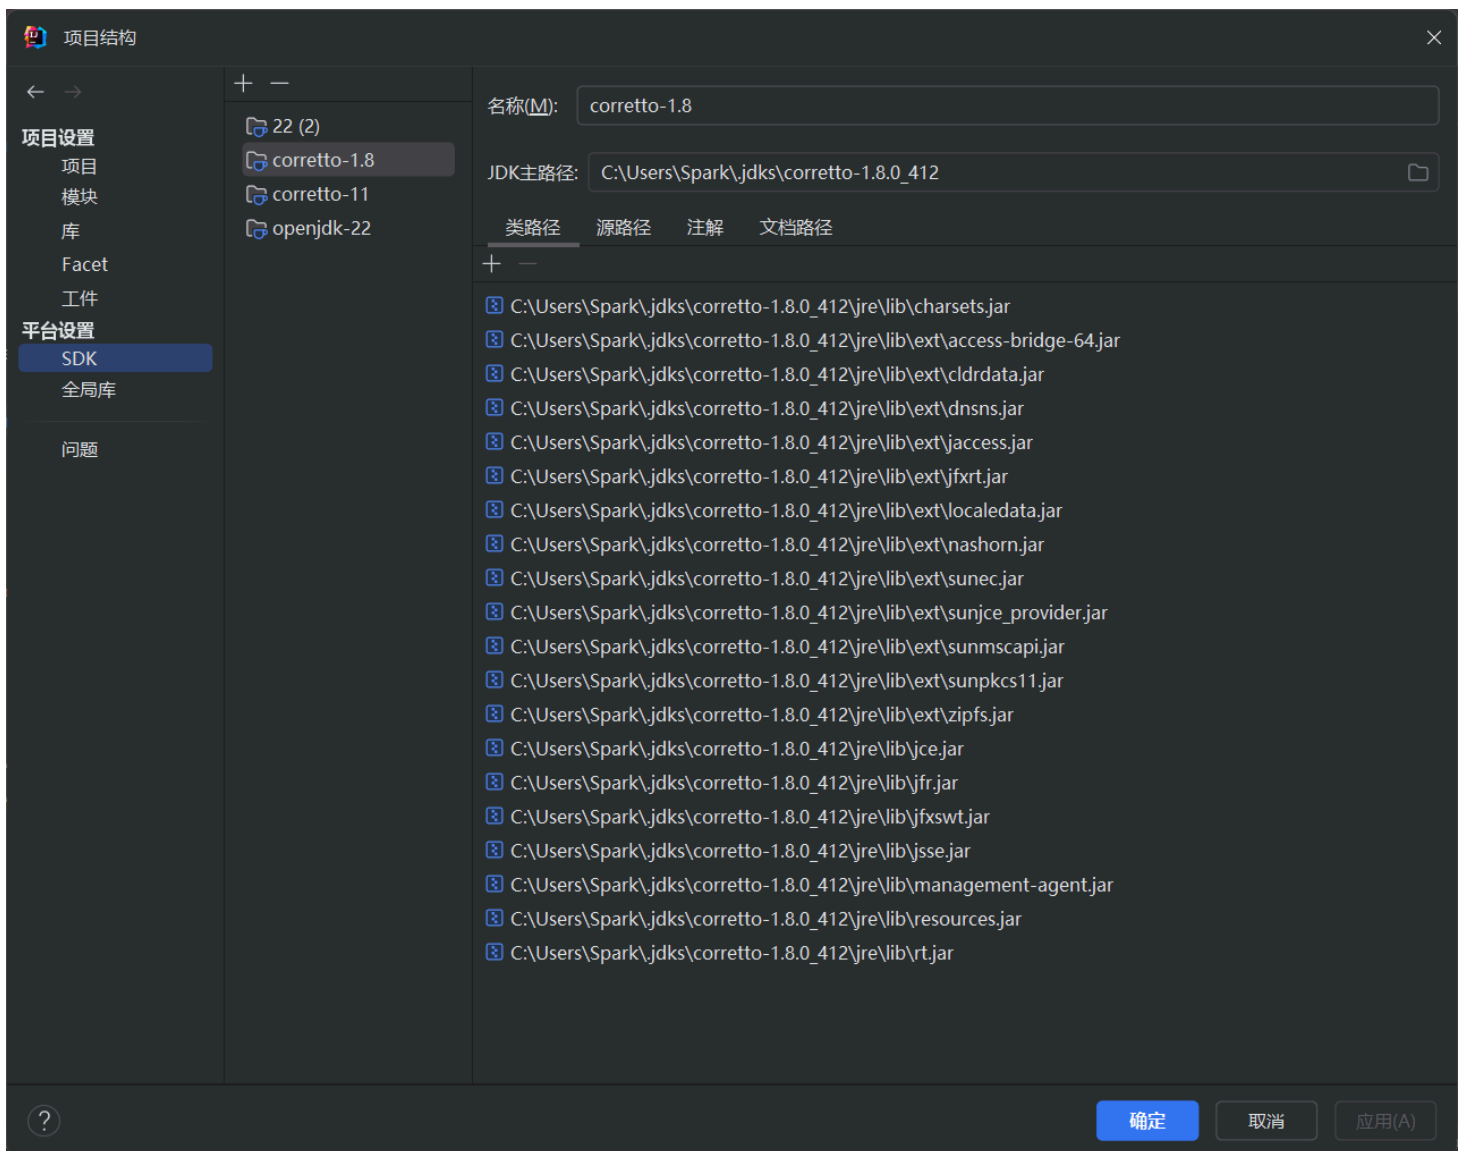 项目结构
项目设置
项目
模块
库
Facet
工件
平台设置
SDK
全局库
问题
22 (2)
corretto-1.8
corretto-11
openjdk-22
名称(M): corretto-1.8
JDK主路径: C:\Users\Spark\.jdks\corretto-1.8.0_412
类路径 源路径 注解 文档路径
C:\Users\Spark\.jdks\corretto-1.8.0_412\jre\lib\charsets.jar
C:\Users\Spark\.jdks\corretto-1.8.0_412\jre\lib\ext\access-bridge-64.jar
C:\Users\Spark\.jdks\corretto-1.8.0_412\jre\lib\ext\cldrdata.jar
C:\Users\Spark\.jdks\corretto-1.8.0_412\jre\lib\ext\dnsns.jar
C:\Users\Spark\.jdks\corretto-1.8.0_412\jre\lib\ext\jaccess.jar
C:\Users\Spark\.jdks\corretto-1.8.0_412\jre\lib\ext\jfxrt.jar
C:\Users\Spark\.jdks\corretto-1.8.0_412\jre\lib\ext\localedata.jar
C:\Users\Spark\.jdks\corretto-1.8.0_412\jre\lib\ext\nashorn.jar
C:\Users\Spark\.jdks\corretto-1.8.0_412\jre\lib\ext\sunec.jar
C:\Users\Spark\.jdks\corretto-1.8.0_412\jre\lib\ext\sunjce_provider.jar
C:\Users\Spark\.jdks\corretto-1.8.0_412\jre\lib\ext\sunmscapi.jar
C:\Users\Spark\.jdks\corretto-1.8.0_412\jre\lib\ext\sunpkcs11.jar
C:\Users\Spark\.jdks\corretto-1.8.0_412\jre\lib\ext\zipfs.jar
C:\Users\Spark\.jdks\corretto-1.8.0_412\jre\lib\jce.jar
C:\Users\Spark\.jdks\corretto-1.8.0_412\jre\lib\jfr.jar
C:\Users\Spark\.jdks\corretto-1.8.0_412\jre\lib\jfxswt.jar
C:\Users\Spark\.jdks\corretto-1.8.0_412\jre\lib\jsse.jar
C:\Users\Spark\.jdks\corretto-1.8.0_412\jre\lib\management-agent.jar
C:\Users\Spark\.jdks\corretto-1.8.0_412\jre\lib\resources.jar
C:\Users\Spark\.jdks\corretto-1.8.0_412\jre\lib\rt.jar
确定 取消 应用(A)